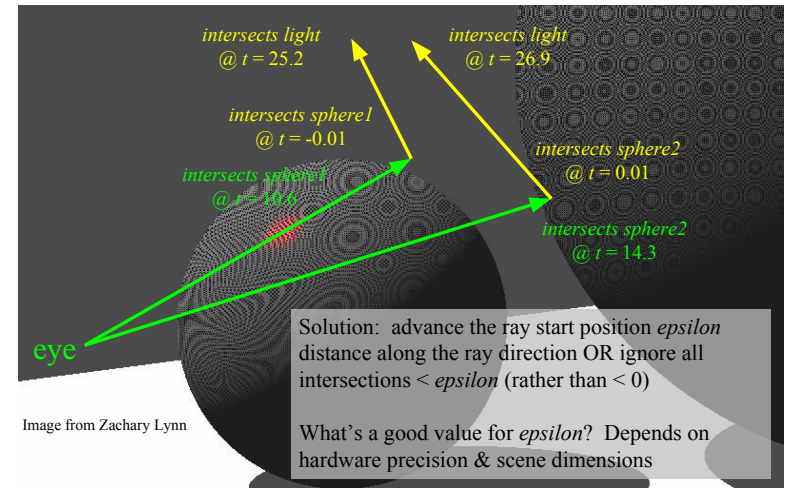 intersects light
@ t = 25.2
intersects light
@ t = 26.9
intersects sphere1
@ t = -0.01
intersects sphere1
@ t = 10.6
intersects sphere2
@ t = 0.01
intersects sphere2
@ t = 14.3
eye
Solution:  advance the ray start position epsilon
distance along the ray direction OR ignore all
intersections < epsilon (rather than < 0)
What's a good value for epsilon?  Depends on
hardware precision & scene dimensions
Image from Zachary Lynn